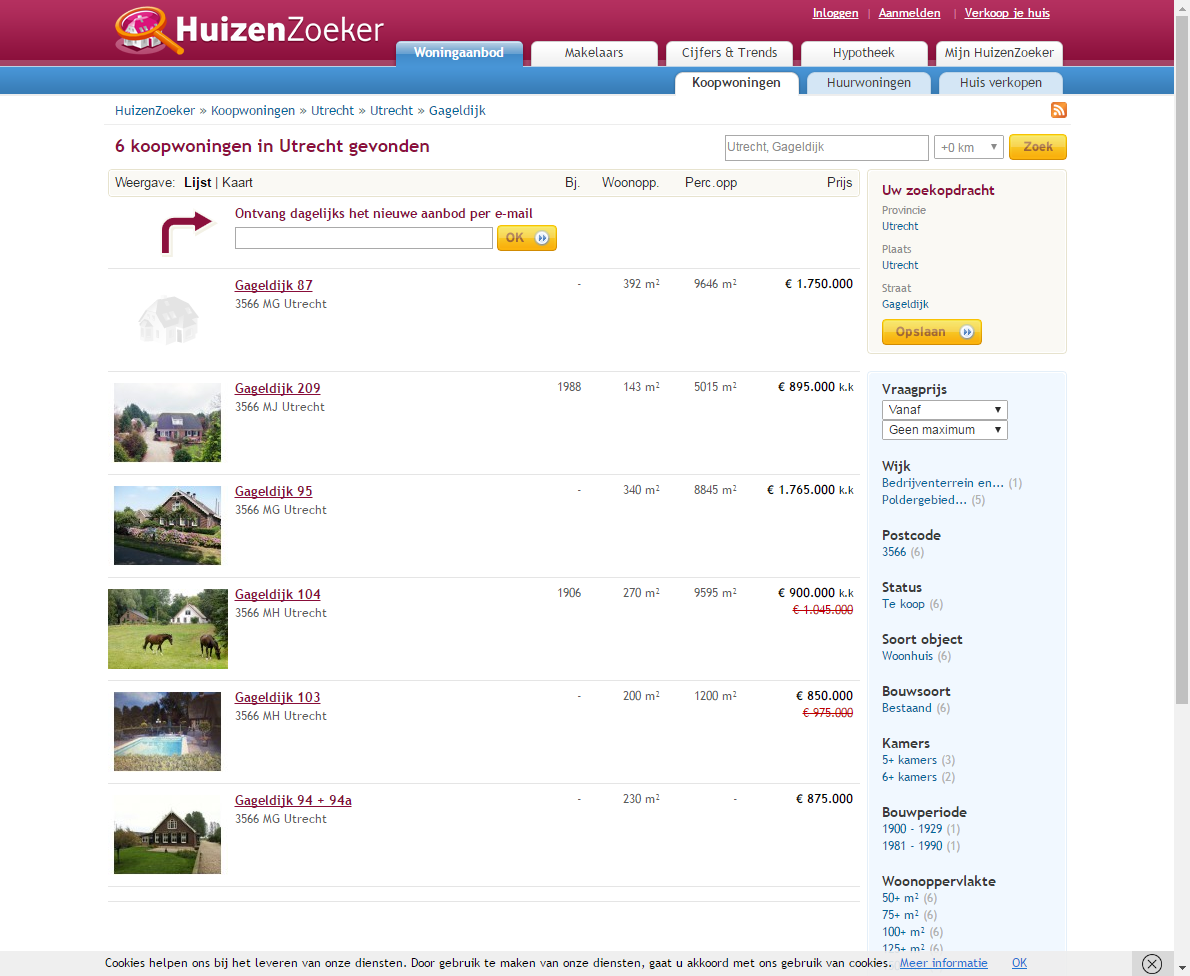 HuizenZoeker
Inloggen | Aanmelden | Verkoop je huis
Woningaanbod Makelaars Cijfers & Trends Hypotheek Mijn HuizenZoeker
Koopwoningen Huurwoningen Huis verkopen
HuizenZoeker » Koopwoningen » Utrecht » Utrecht » Gageldijk
6 koopwoningen in Utrecht gevonden
Utrecht, Gageldijk +0 km Zoek
Weergave: Lijst | Kaart Bj. Woonopp. Perc.opp Prijs
Ontvang dagelijks het nieuwe aanbod per e-mail
OK
Gageldijk 87 - 392 m² 9646 m² € 1.750.000
3566 MG Utrecht
Gageldijk 209 1988 143 m² 5015 m² € 895.000 k.k
3566 MJ Utrecht
Gageldijk 95 - 340 m² 8845 m² € 1.765.000 k.k
3566 MG Utrecht
Gageldijk 104 1906 270 m² 9595 m² € 900.000 k.k
3566 MH Utrecht € 1.045.000
Gageldijk 103 - 200 m² 1200 m² € 850.000
3566 MH Utrecht € 975.000
Gageldijk 94 + 94a - 230 m² - € 875.000
3566 MG Utrecht
Uw zoekopdracht
Provincie
Utrecht
Plaats
Utrecht
Straat
Gageldijk
Opslaan
Vraagprijs
Vanaf
Geen maximum
Wijk
Bedrijventerrein en... (1)
Poldergebied... (5)
Postcode
3566 (6)
Status
Te koop (6)
Soort object
Woonhuis (6)
Bouwsoort
Bestaand (6)
Kamers
5+ kamers (3)
6+ kamers (2)
Bouwperiode
1900 - 1929 (1)
1981 - 1990 (1)
Woonoppervlakte
50+ m² (6)
75+ m² (6)
100+ m² (6)
125+ m² (6)
Cookies helpen ons bij het leveren van onze diensten. Door gebruik te maken van onze diensten, gaat u akkoord met ons gebruik van cookies. Meer informatie OK